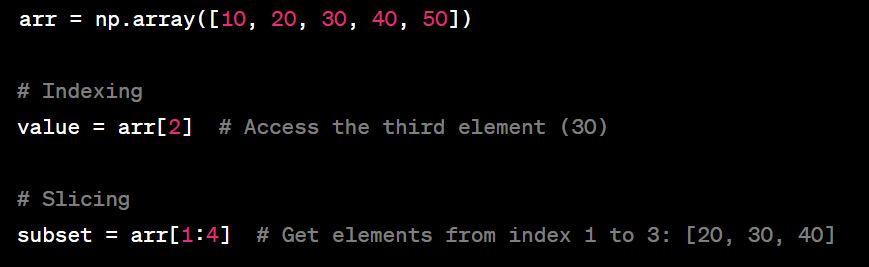 arr = np.array([10, 20, 30, 40, 50])
# Indexing
value = arr[2]  # Access the third element (30)
# Slicing
subset = arr[1:4]  # Get elements from index 1 to 3: [20, 30, 40]